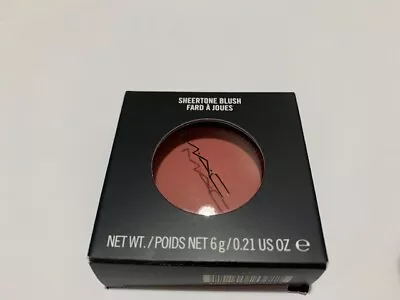 SHEERTONE BLUSH
FARD À JOUES
MAC
NET WT./POIDS NET 6 g/0.21 US OZ ℮